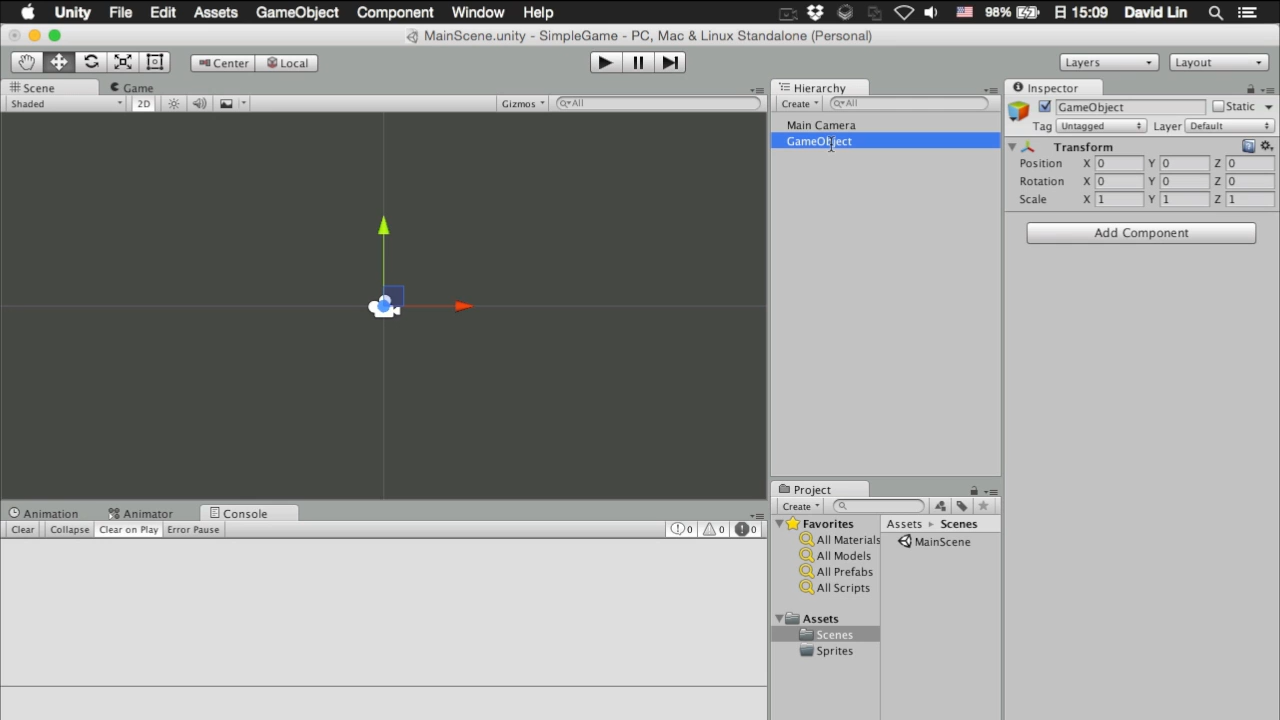 Unity File Edit Assets GameObject Component Window Help 98% 日 15:09 David Lin
MainScene.unity - SimpleGame - PC, Mac & Linux Standalone (Personal)
Center Local Layers Layout
Scene Game
Shaded 2D Gizmos All
Hierarchy
Create All
Main Camera
GameObject
Inspector
GameObject Static
Tag Untagged Layer Default
Transform
Position X 0 Y 0 Z 0
Rotation X 0 Y 0 Z 0
Scale X 1 Y 1 Z 1
Add Component
Animation Animator Console
Clear Collapse Clear on Play Error Pause 0 0 0
Project
Create
Favorites
All Materials
All Models
All Prefabs
All Scripts
Assets
Scenes
Sprites
Assets Scenes
MainScene